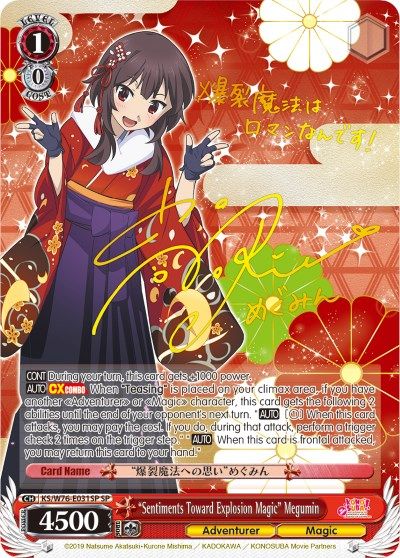 LEVEL
1
0
COST
爆裂魔法は
ロマンなんです!
めぐみん
CONT During your turn, this card gets +1000 power.
AUTO CX COMBO When "Teasing" is placed on your climax area, if you have
another «Adventurer» or «Magic» character, this card gets the following 2
abilities until the end of your opponent's next turn. "AUTO [①] When this card
attacks, you may pay the cost. If you do, during that attack, perform a trigger
check 2 times on the trigger step." "AUTO When this card is frontal attacked,
you may return this card to your hand."
Card Name "爆裂魔法への思い"めぐみん
KS/W76-E031SP SP
"Sentiments Toward Explosion Magic" Megumin
POWER 4500 SOUL
Adventurer Magic
©2019 Natsume Akatsuki・Kurone Mishima / KADOKAWA / KONOSUBA Movie Partners